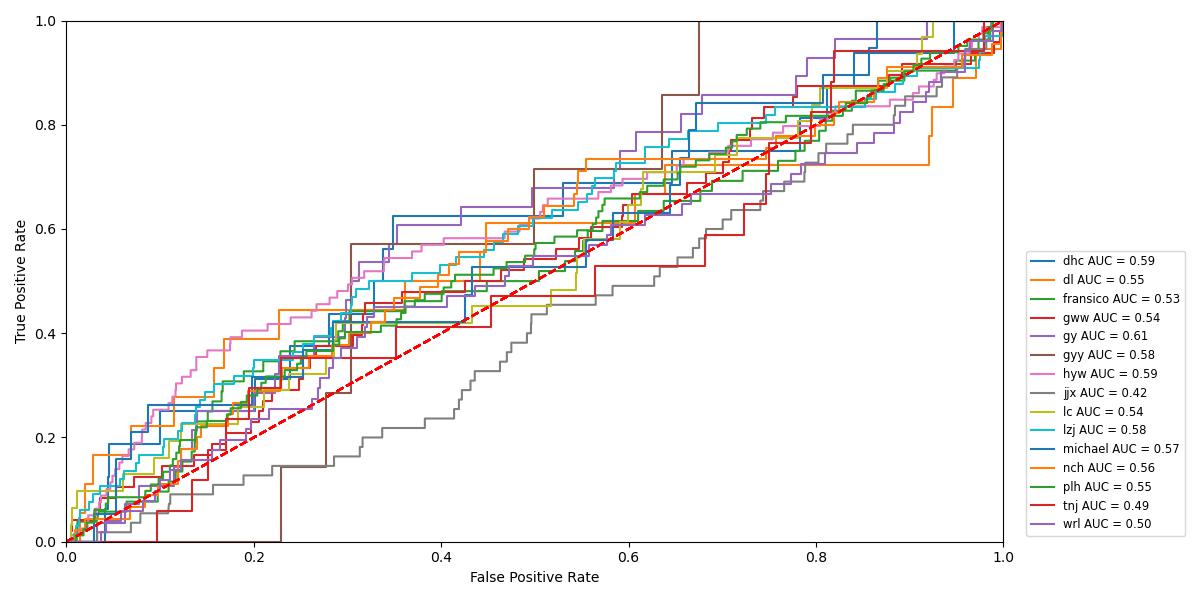 1.0
0.8
0.6
0.4
0.2
0.0
True Positive Rate
0.0 0.2 0.4 0.6 0.8 1.0
False Positive Rate
dhc AUC = 0.59
dl AUC = 0.55
fransico AUC = 0.53
gww AUC = 0.54
gy AUC = 0.61
gyy AUC = 0.58
hyw AUC = 0.59
jjx AUC = 0.42
lc AUC = 0.54
lzj AUC = 0.58
michael AUC = 0.57
nch AUC = 0.56
plh AUC = 0.55
tnj AUC = 0.49
wrl AUC = 0.50